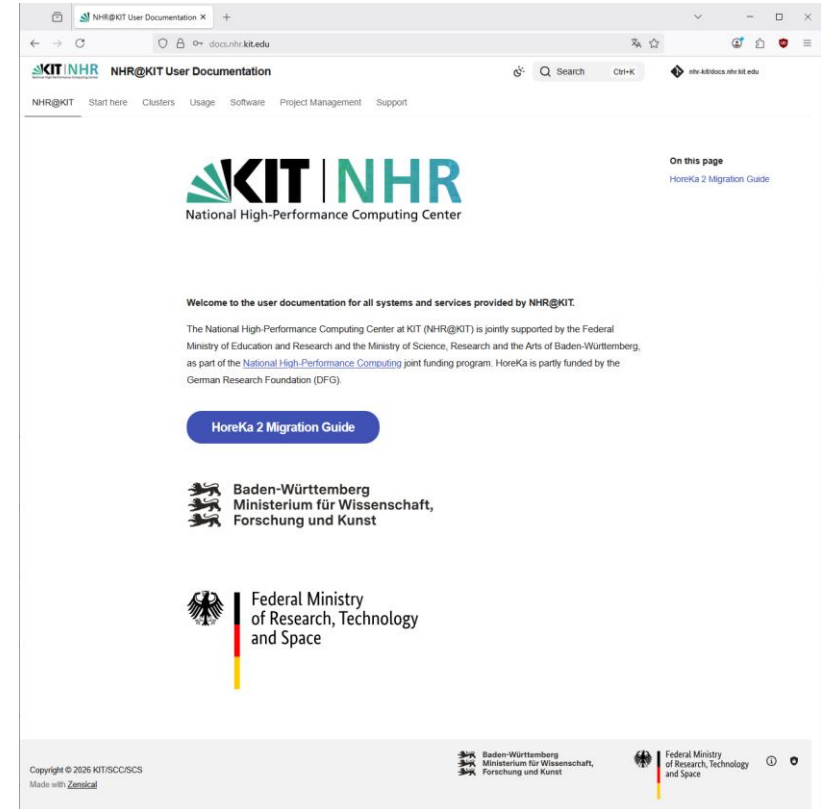 NHR@KIT User Documentation
docs.nhr.kit.edu
KIT NHR
NHR@KIT User Documentation
Search
Ctrl+K
nhr-kit/docs.nhr.kit.edu
NHR@KIT
Start here
Clusters
Usage
Software
Project Management
Support
KIT | NHR
National High-Performance Computing Center
On this page
HoreKa 2 Migration Guide
Welcome to the user documentation for all systems and services provided by NHR@KIT.
The National High-Performance Computing Center at KIT (NHR@KIT) is jointly supported by the Federal
Ministry of Education and Research and the Ministry of Science, Research and the Arts of Baden-Württemberg,
as part of the National High-Performance Computing joint funding program. HoreKa is partly funded by the
German Research Foundation (DFG).
HoreKa 2 Migration Guide
Baden-Württemberg
Ministerium für Wissenschaft,
Forschung und Kunst
Federal Ministry
of Research, Technology
and Space
Copyright © 2026 KIT/SCC/SCS
Made with Zensical
Baden-Württemberg
Ministerium für Wissenschaft,
Forschung und Kunst
Federal Ministry
of Research, Technology
and Space